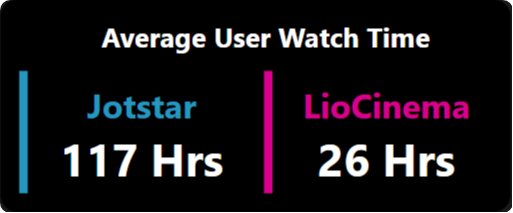 Average User Watch Time
Jotstar
117 Hrs
LioCinema
26 Hrs